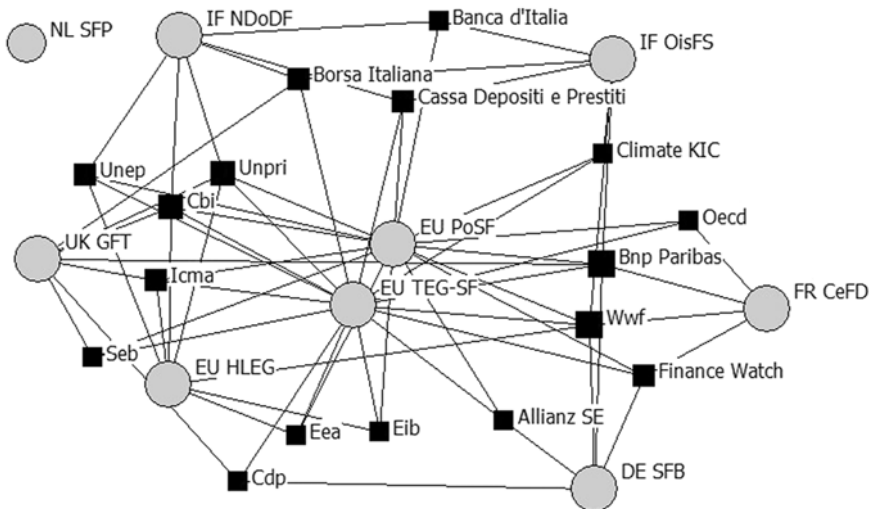 IF NDoDF
Banca d'Italia
NL SFP
IF OisFS
Borsa Italiana
Cassa Depositi e Prestiti
Climate KIC
Unep
Unpri
Cbi
Oecd
EU PoSF
UK GFT
Bnp Paribas
Icma
EU TEG-SF
FR CeFD
Wwf
Seb
EU HLEG
Finance Watch
Allianz SE
Eea
Eib
Cdp
DE SFB